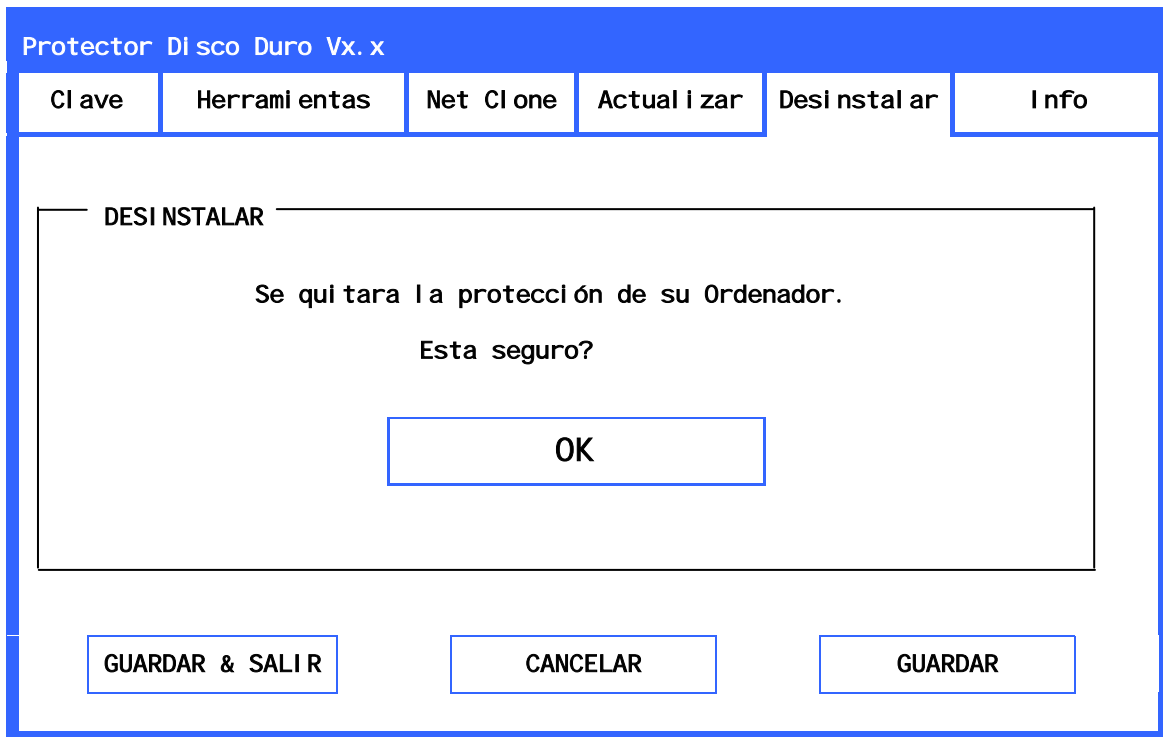 Protector Disco Duro Vx.x
Clave Herramientas Net Clone Actualizar Desinstalar Info
DESINSTALAR
Se quitara la protección de su Ordenador.
Esta seguro?
OK
GUARDAR & SALIR CANCELAR GUARDAR